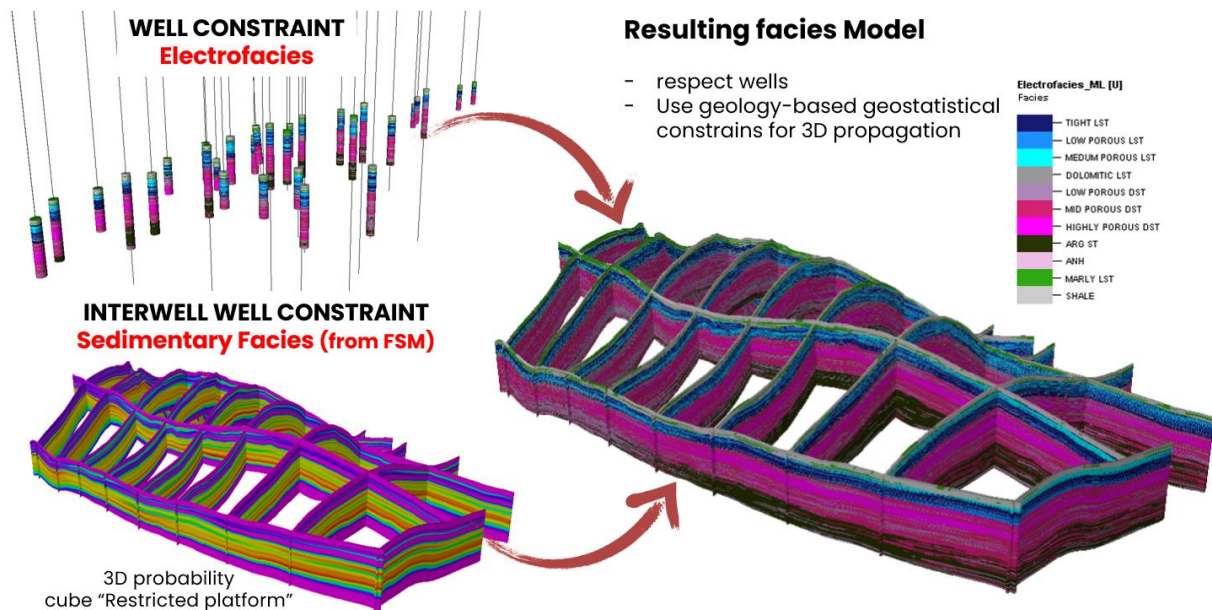 WELL CONSTRAINT
Electrofacies
Resulting facies Model
- respect wells
- Use geology-based geostatistical
constrains for 3D propagation
Electrofacies_ML [U]
Facies
TIGHT LST
LOW POROUS LST
MEDUM POROUS LST
DOLOMITIC LST
LOW POROUS DST
MID POROUS DST
HIGHLY POROUS DST
ARG ST
ANH
MARLY LST
SHALE
INTERWELL WELL CONSTRAINT
Sedimentary Facies (from FSM)
3D probability
cube “Restricted platform”